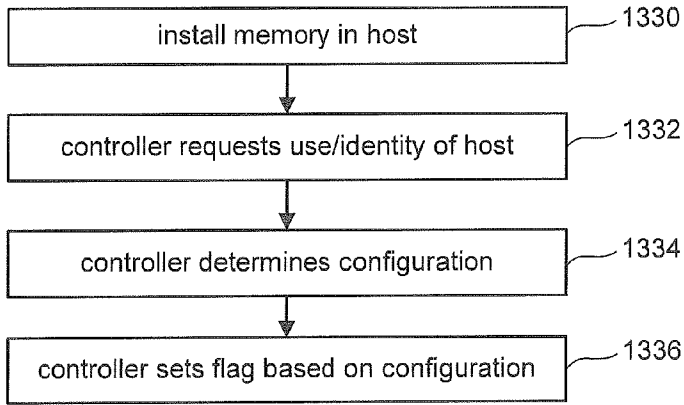 install memory in host
1330
controller requests use/identity of host
1332
controller determines configuration
1334
controller sets flag based on configuration
1336